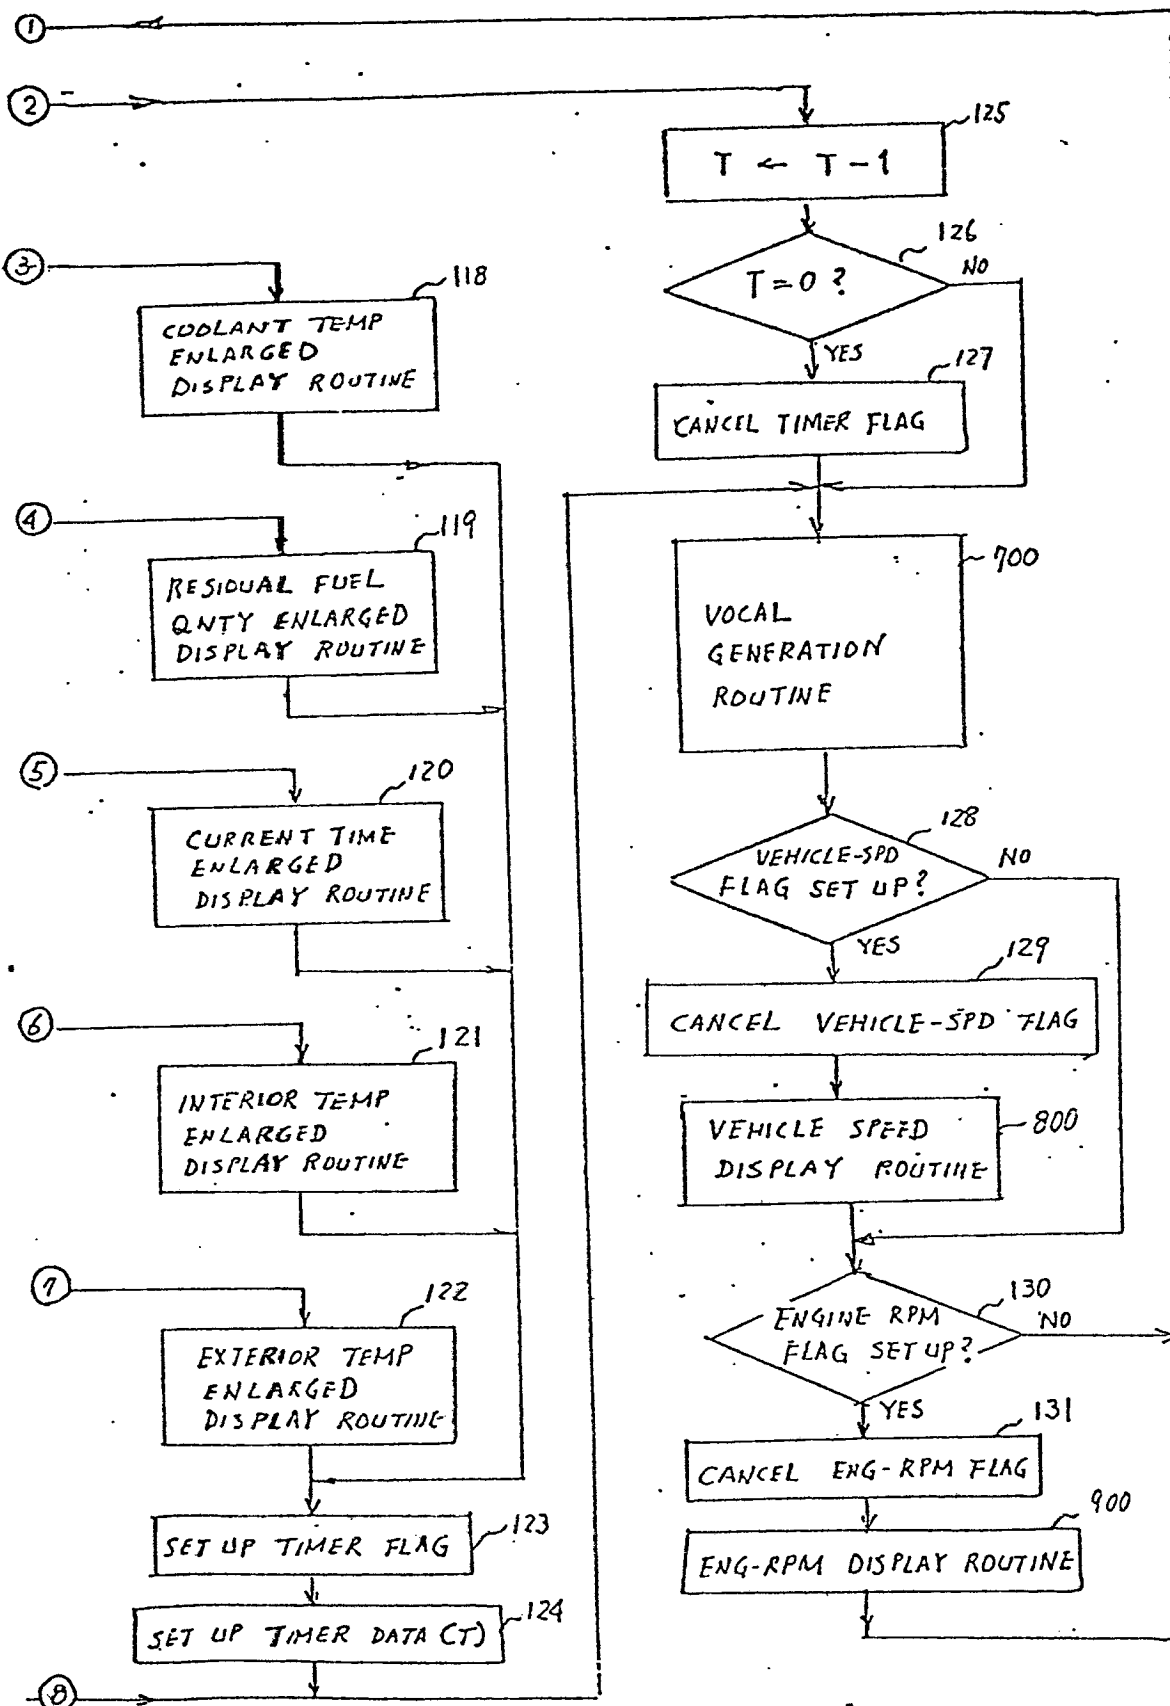 1
2
125
T ← T-1
126
T=0?
NO
YES
127
CANCEL TIMER FLAG
3
118
COOLANT TEMP
ENLARGED
DISPLAY ROUTINE
4
119
RESIDUAL FUEL
QNTY ENLARGED
DISPLAY ROUTINE
5
120
CURRENT TIME
ENLARGED
DISPLAY ROUTINE
6
121
INTERIOR TEMP
ENLARGED
DISPLAY ROUTINE
7
122
EXTERIOR TEMP
ENLARGED
DISPLAY ROUTINE
SET UP TIMER FLAG
123
SET UP TIMER DATA (T)
124
8
700
VOCAL
GENERATION
ROUTINE
128
VEHICLE-SPD
FLAG SET UP?
NO
YES
129
CANCEL VEHICLE-SPD FLAG
VEHICLE SPEED
DISPLAY ROUTINE
800
130
ENGINE RPM
FLAG SET UP?
NO
YES
131
CANCEL ENG-RPM FLAG
900
ENG-RPM DISPLAY ROUTINE